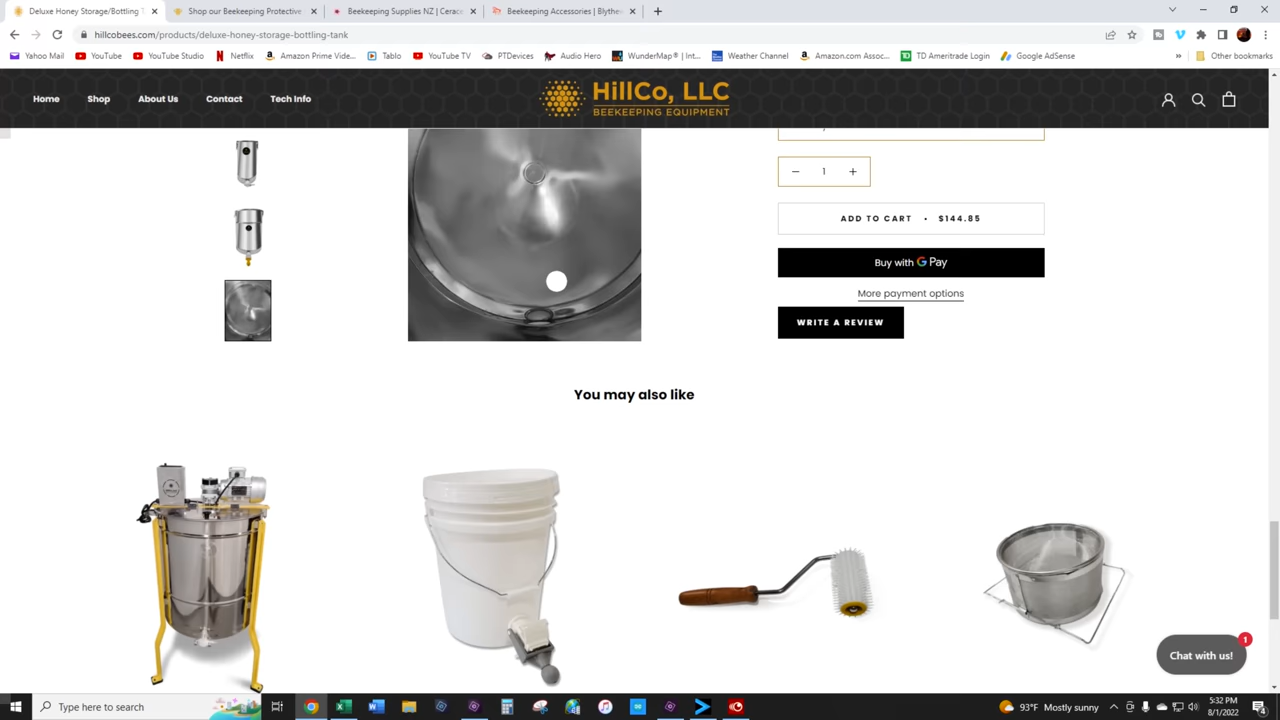 Deluxe Honey Storage/Bottling T
Shop our Beekeeping Protective
Beekeeping Supplies NZ | Cerac
Beekeeping Accessories | Blythe
hillcobees.com/products/deluxe-honey-storage-bottling-tank
Yahoo Mail YouTube YouTube Studio Netflix Amazon Prime Vide... Tablo YouTube TV PTDevices Audio Hero WunderMap® | Int... Weather Channel Amazon.com Assoc... TD Ameritrade Login Google AdSense » Other bookmarks
Home Shop About Us Contact Tech Info
HillCo, LLC
BEEKEEPING EQUIPMENT
− 1 +
ADD TO CART • $144.85
Buy with G Pay
More payment options
WRITE A REVIEW
You may also like
1
Chat with us!
Type here to search
93°F Mostly sunny
5:32 PM
8/1/2022
4